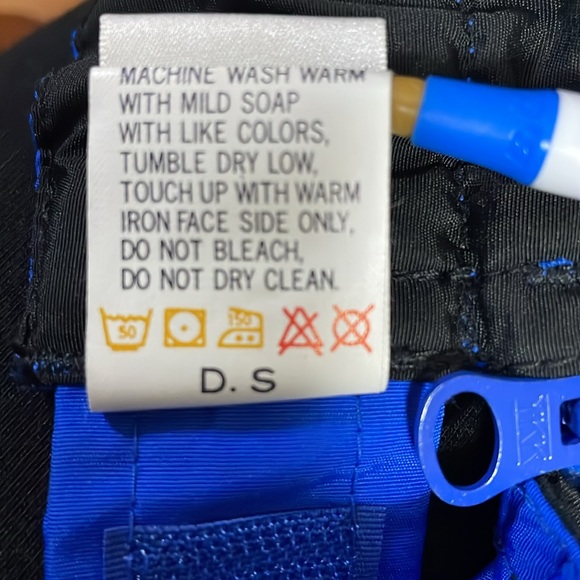 MACHINE WASH WARM
WITH MILD SOAP
WITH LIKE COLORS,
TUMBLE DRY LOW,
TOUCH UP WITH WARM
IRON FACE SIDE ONLY,
DO NOT BLEACH,
DO NOT DRY CLEAN.
50 150
D. S